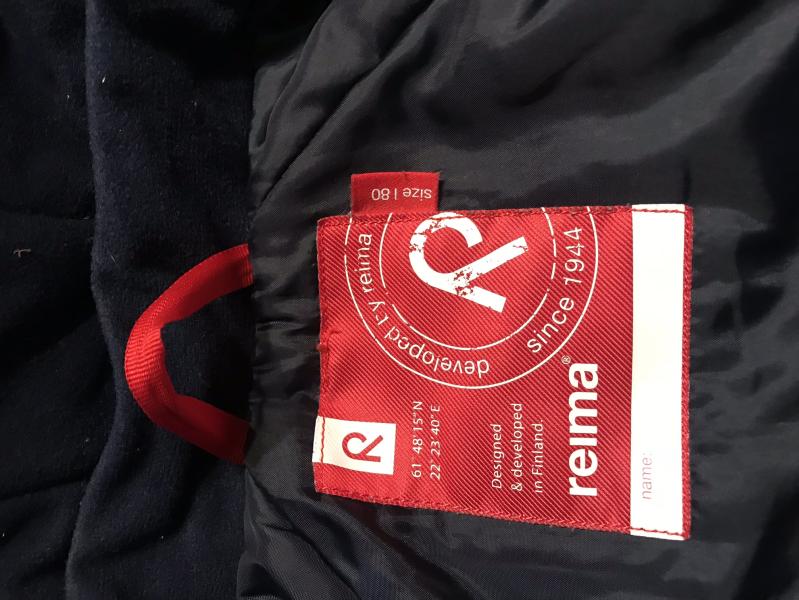 size | 80
R
developed by reima
since 1944
R
61°48'15"N
22°23'40"E
Designed
& developed
in Finland
reima®
name: